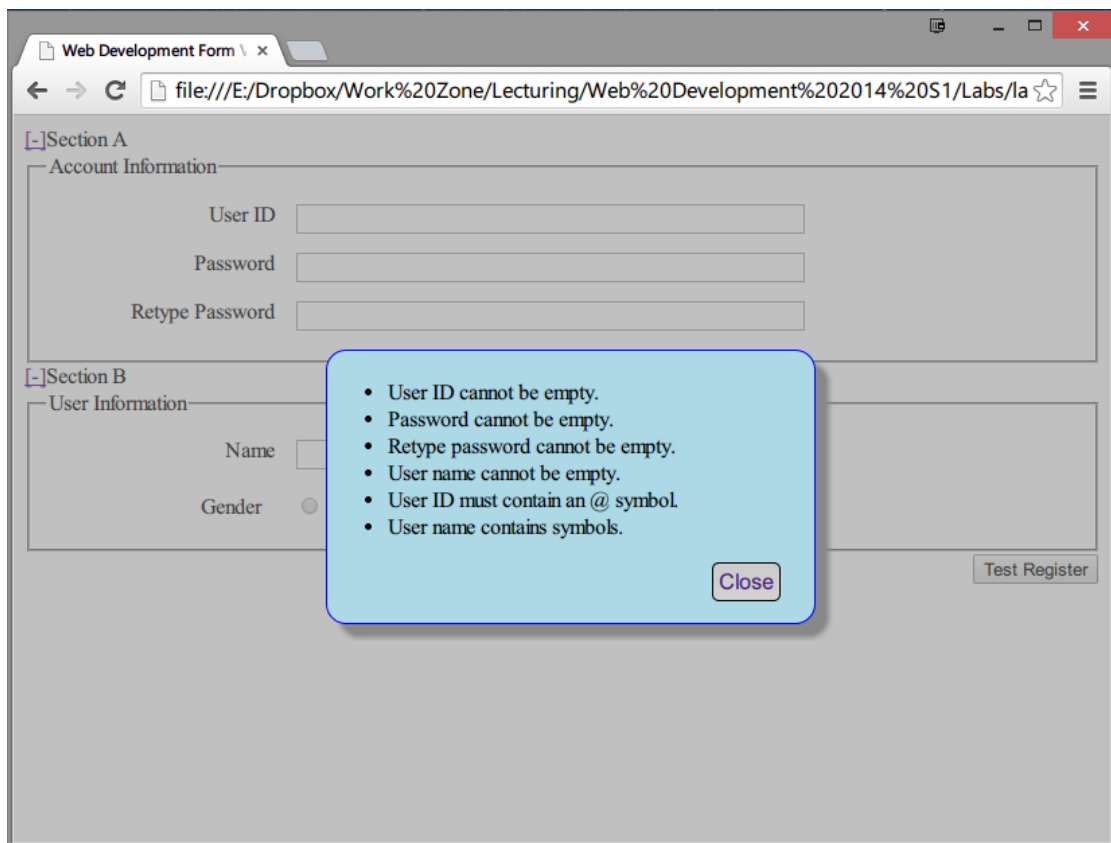 Web Development Form \
file:///E:/Dropbox/Work%20Zone/Lecturing/Web%20Development%202014%20S1/Labs/la
[-]Section A
Account Information
User ID
Password
Retype Password
[-]Section B
User Information
Name
Gender
• User ID cannot be empty.
• Password cannot be empty.
• Retype password cannot be empty.
• User name cannot be empty.
• User ID must contain an @ symbol.
• User name contains symbols.
Close
Test Register